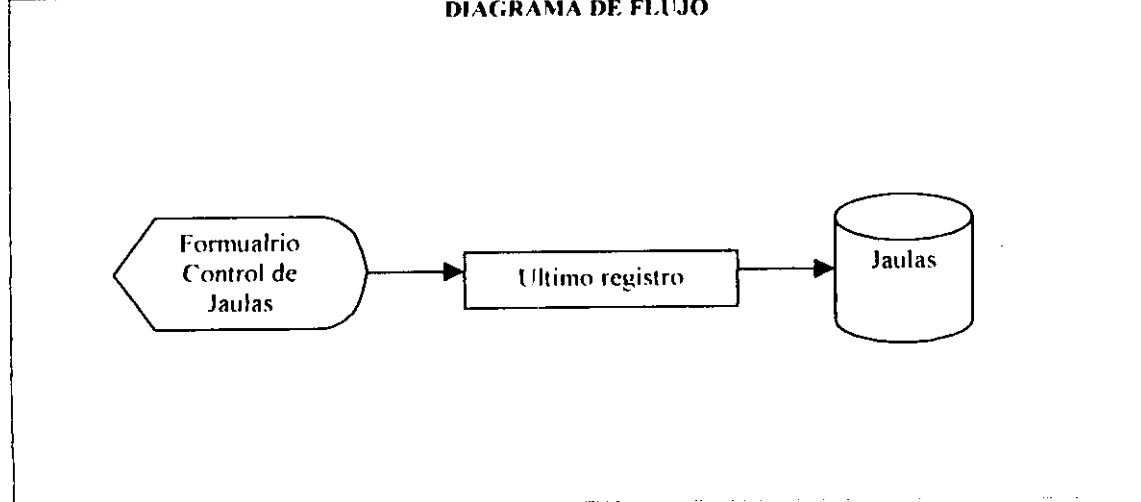 DIAGRAMA DE FLUJO
Formualrio
Control de
Jaulas
Ultimo registro
Jaulas